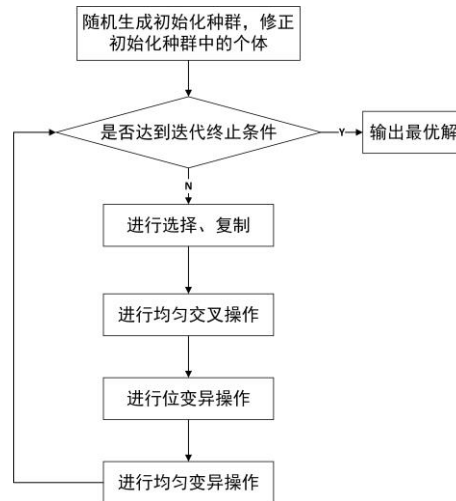 随机生成初始化种群，修正
初始化种群中的个体
是否达到迭代终止条件
Y
输出最优解
N
进行选择、复制
进行均匀交叉操作
进行位变异操作
进行均匀变异操作